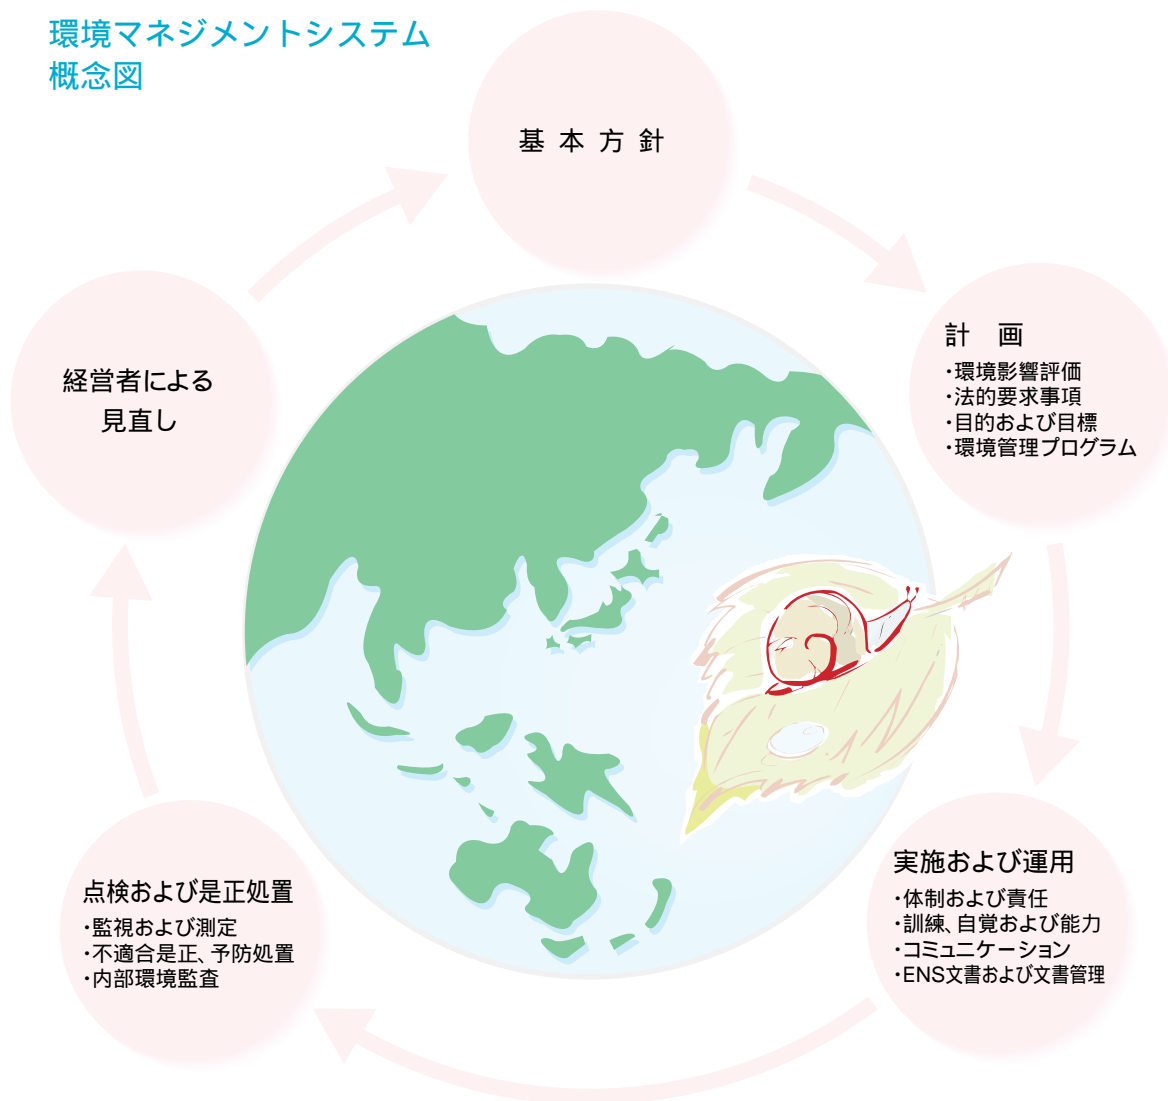 環境マネジメントシステム
概念図
基本方針
計 画
・環境影響評価
・法的要求事項
・目的および目標
・環境管理プログラム
実施および運用
・体制および責任
・訓練、自覚および能力
・コミュニケーション
・ENS文書および文書管理
点検および是正処置
・監視および測定
・不適合是正、予防処置
・内部環境監査
経営者による
見直し